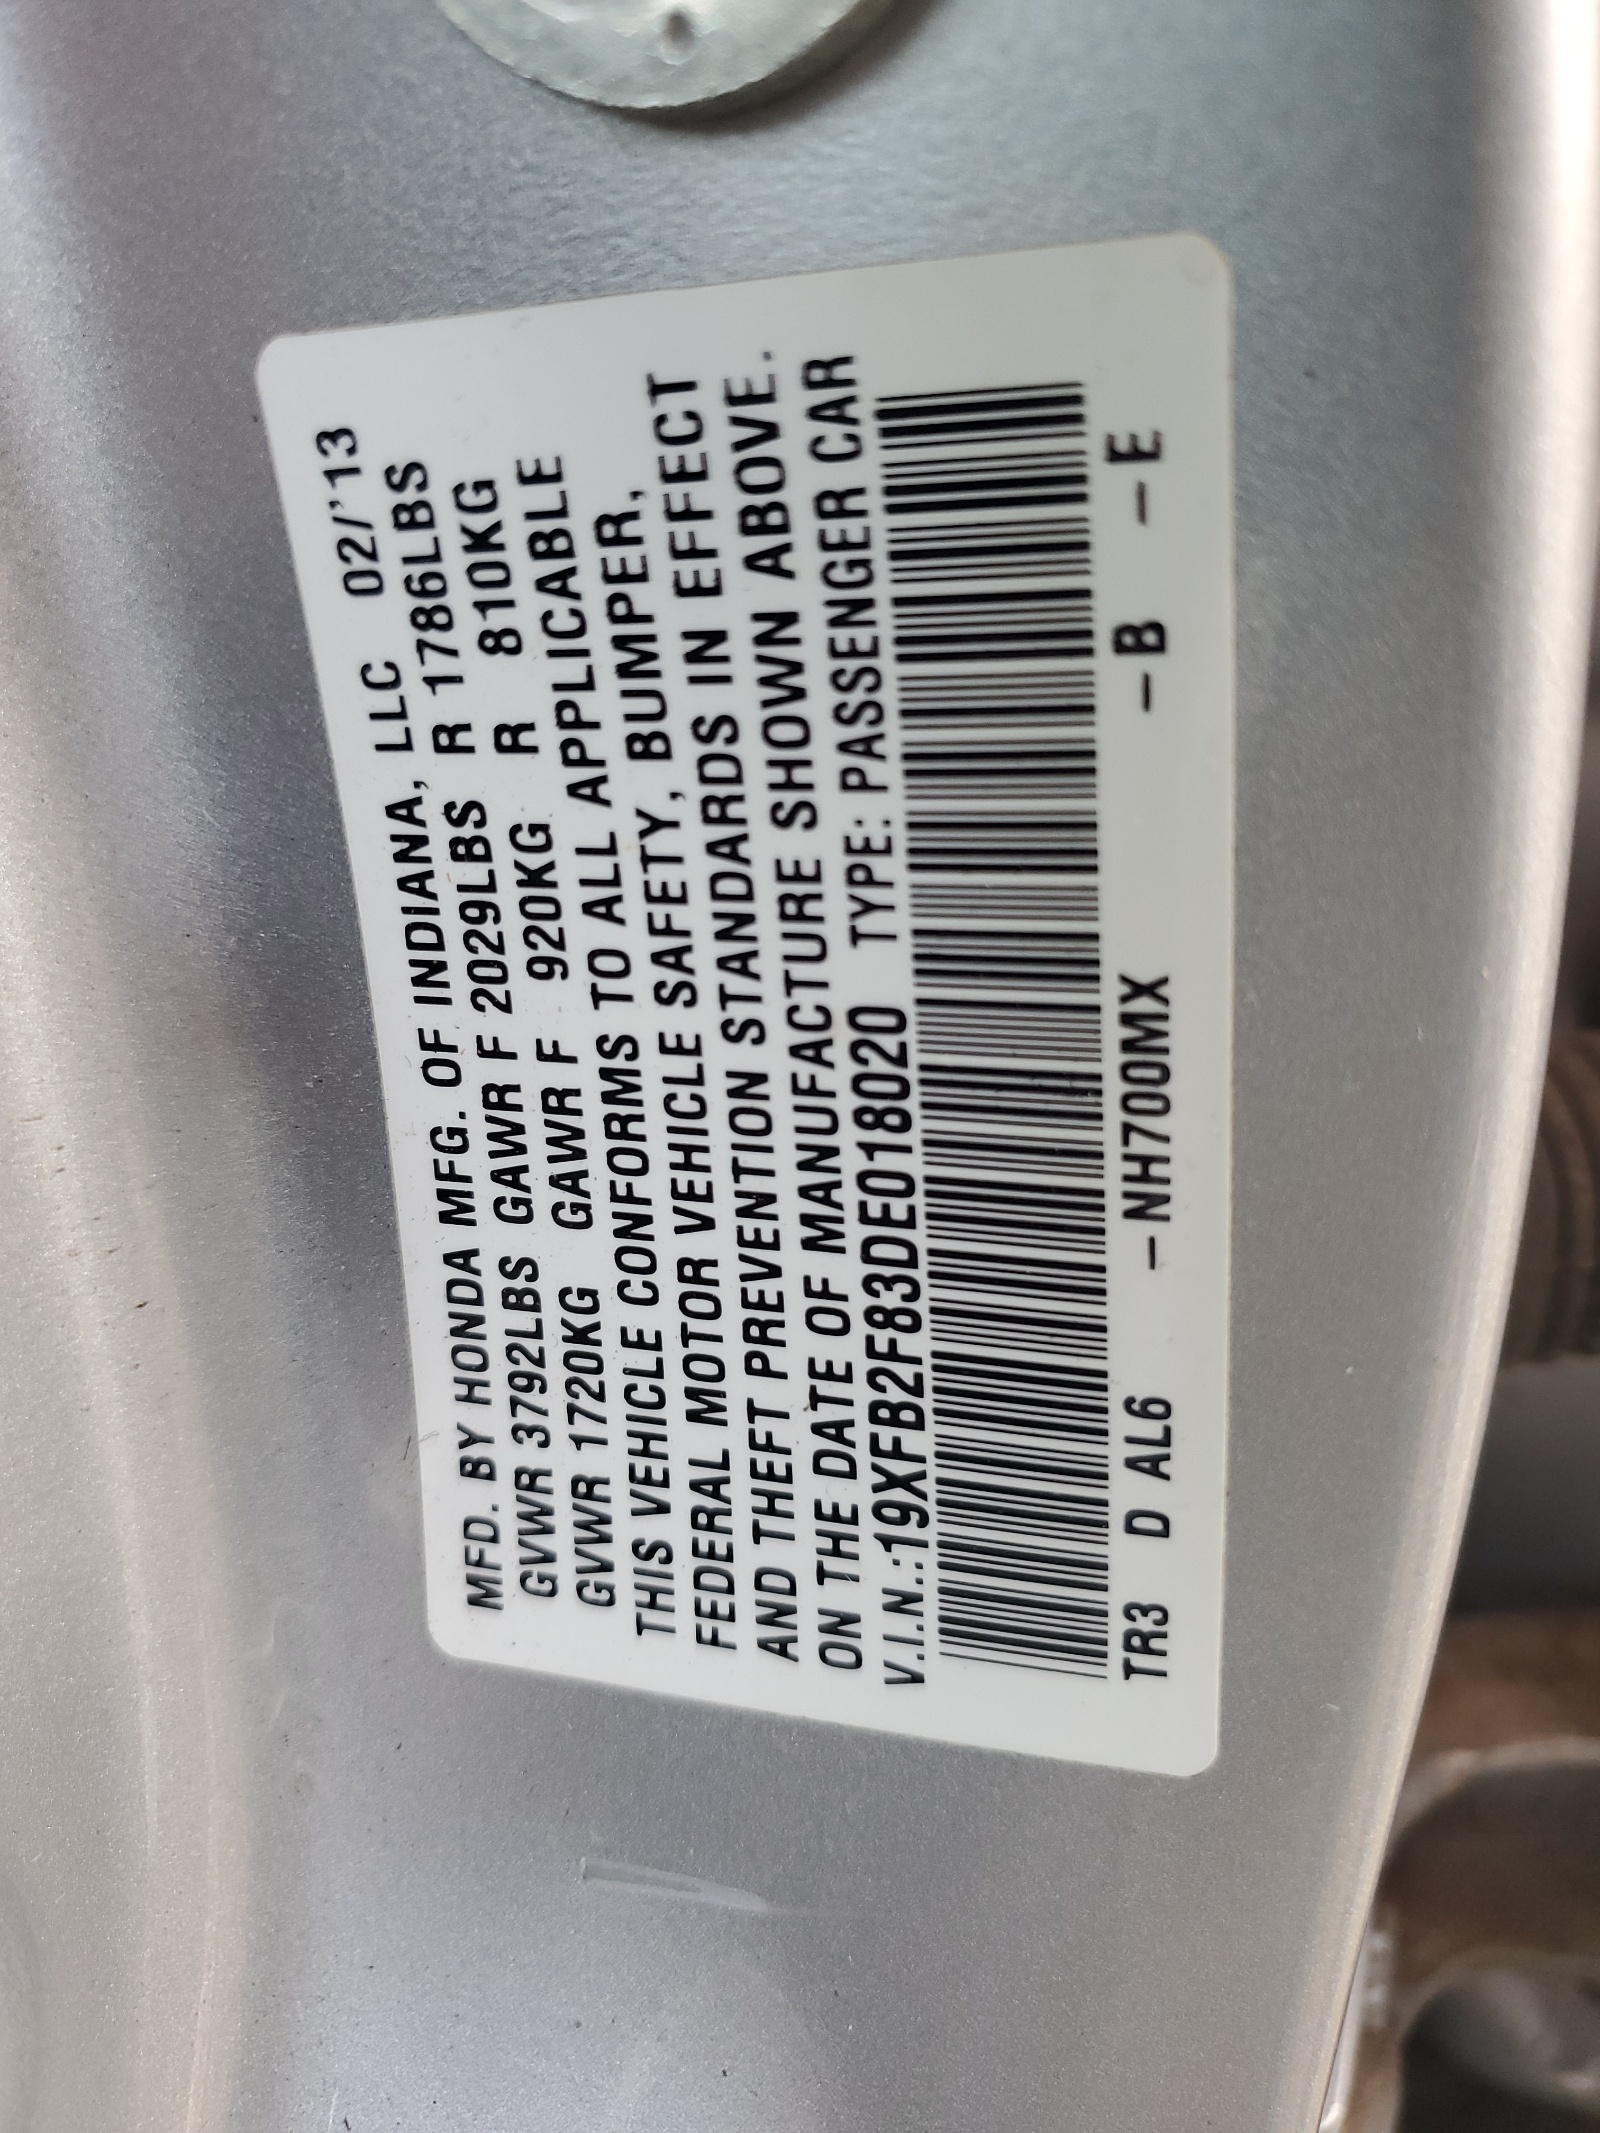 MFD. BY HONDA MFG. OF INDIANA, LLC 02/'13
GVWR 3792LBS GAWR F 2029LBS R 1786LBS
GVWR 1720KG GAWR F 920KG R 810KG
THIS VEHICLE CONFORMS TO ALL APPLICABLE
FEDERAL MOTOR VEHICLE SAFETY, BUMPER,
AND THEFT PREVENTION STANDARDS IN EFFECT
ON THE DATE OF MANUFACTURE SHOWN ABOVE.
V.I.N.:19XFB2F83DE018020 TYPE: PASSENGER CAR
TR3 D AL6 – NH700MX – B – E